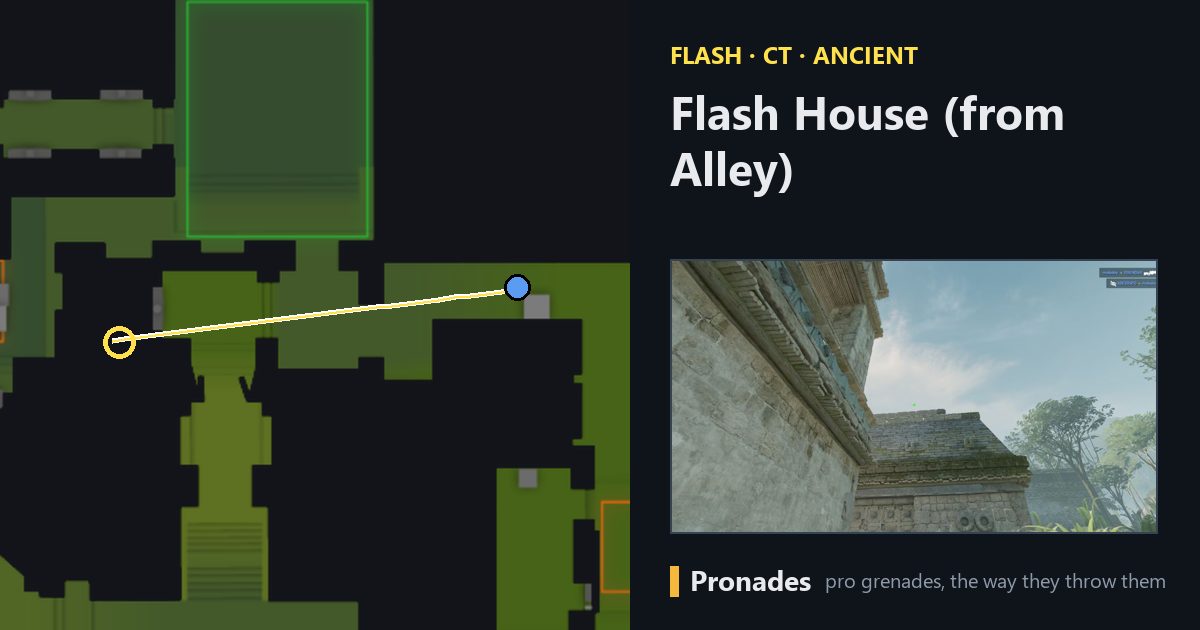 FLASH · CT · ANCIENT
Flash House (from
Alley)
Pronades pro grenades, the way they throw them